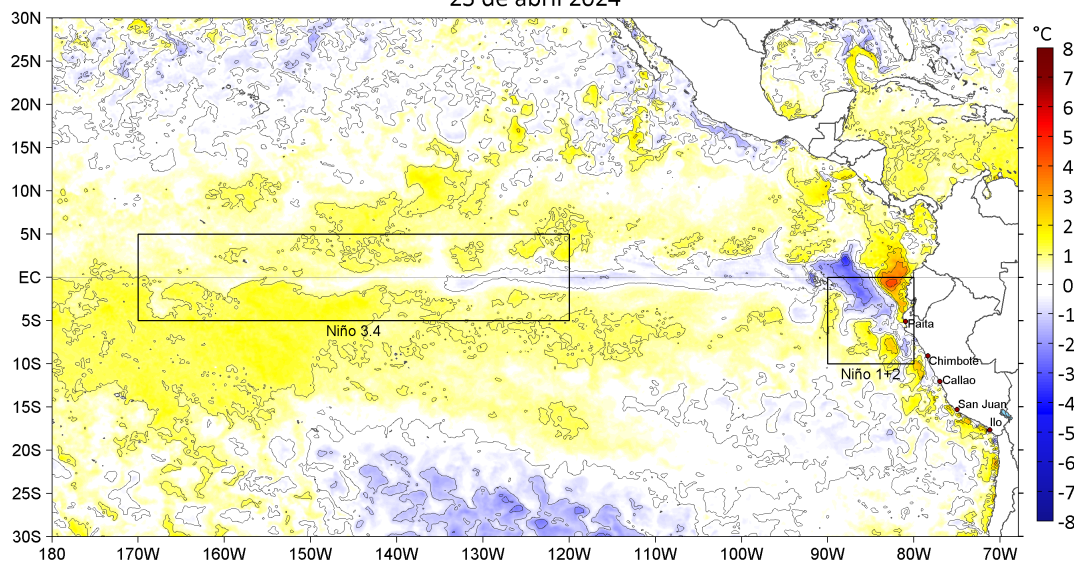 25 de abril 2024
30N
25N
20N
15N
10N
5N
EC
5S
10S
15S
20S
25S
30S
180
170W
160W
150W
140W
130W
120W
110W
100W
90W
80W
70W
Niño 3.4
Niño 1+2
Paita
Chimbote
Callao
San Juan
Ilo
°C
8
7
6
5
4
3
2
1
0
-1
-2
-3
-4
-5
-6
-7
-8